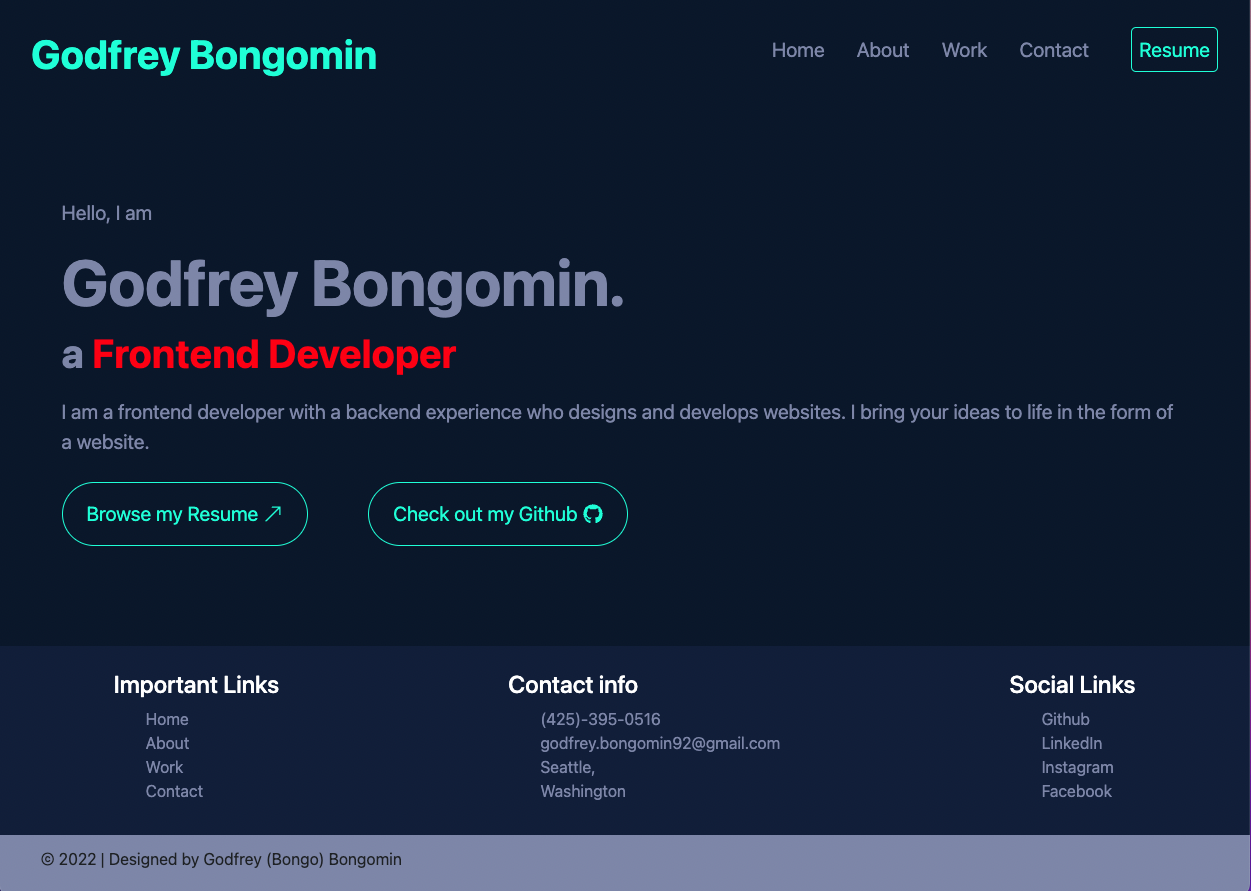 Godfrey Bongomin
Home About Work Contact Resume
Hello, I am
Godfrey Bongomin.
a Frontend Developer
I am a frontend developer with a backend experience who designs and develops websites. I bring your ideas to life in the form of
a website.
Browse my Resume
Check out my Github
Important Links
Home
About
Work
Contact
Contact info
(425)-395-0516
godfrey.bongomin92@gmail.com
Seattle,
Washington
Social Links
Github
LinkedIn
Instagram
Facebook
© 2022 | Designed by Godfrey (Bongo) Bongomin